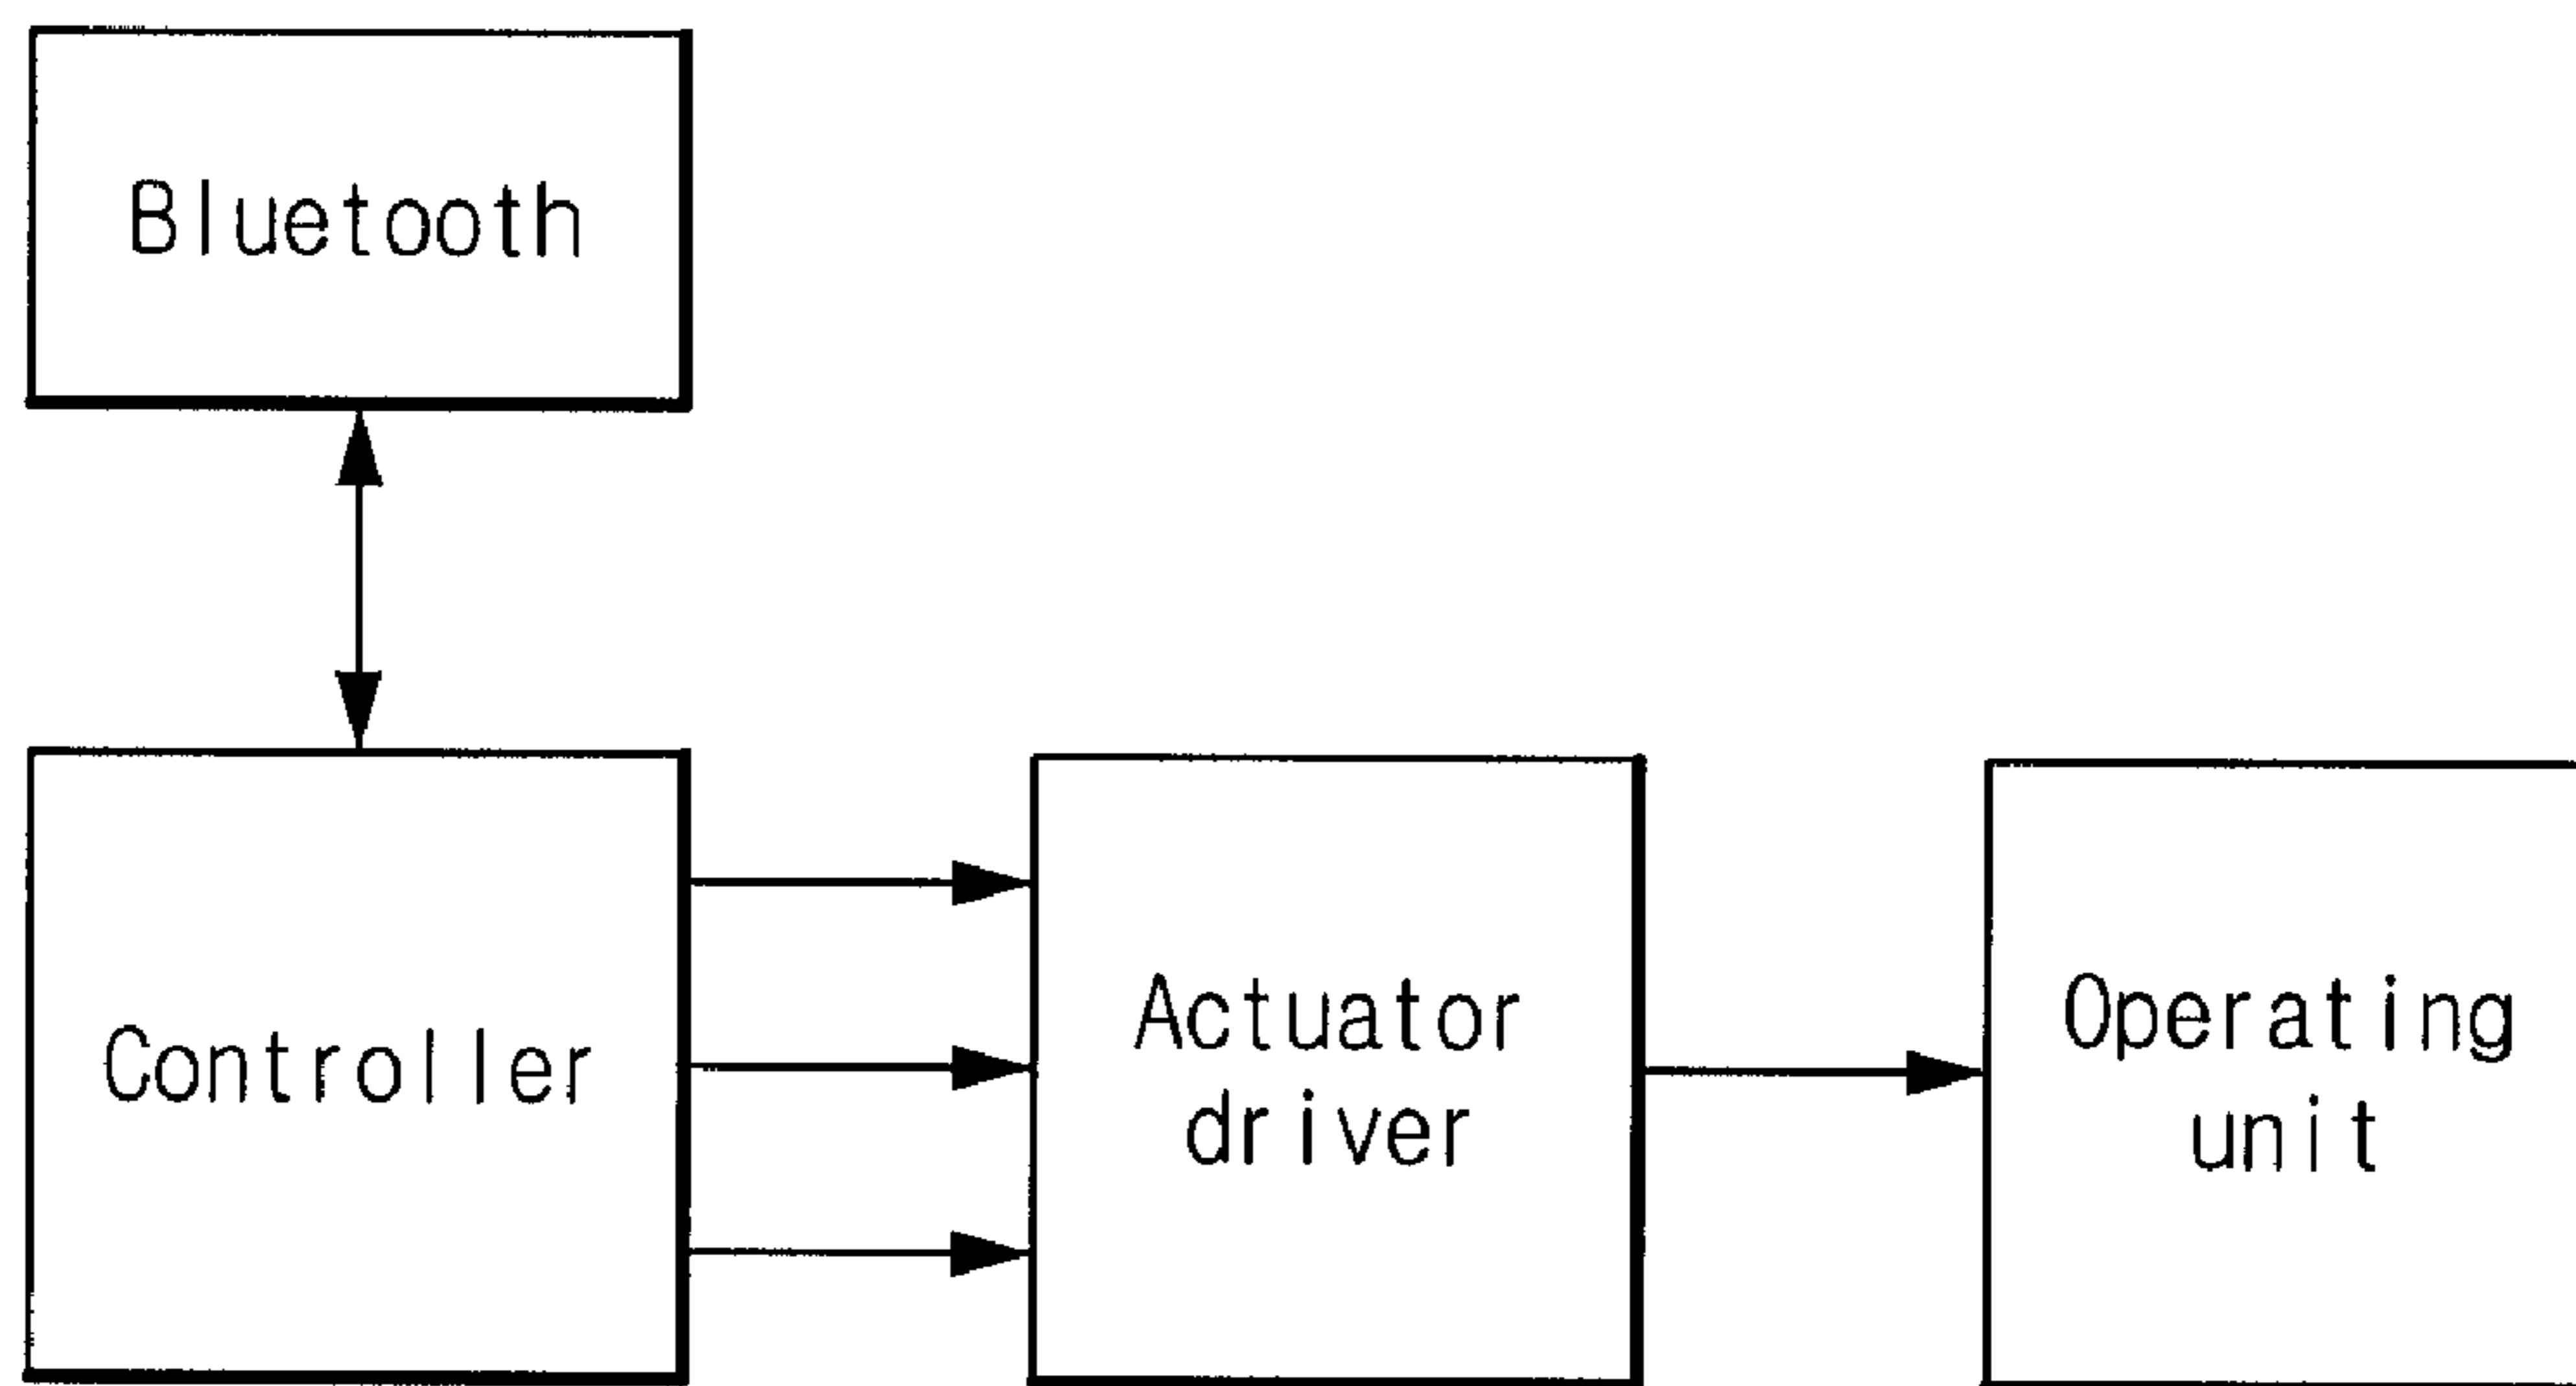 Bluetooth
Controller
Actuator
driver
Operating
unit